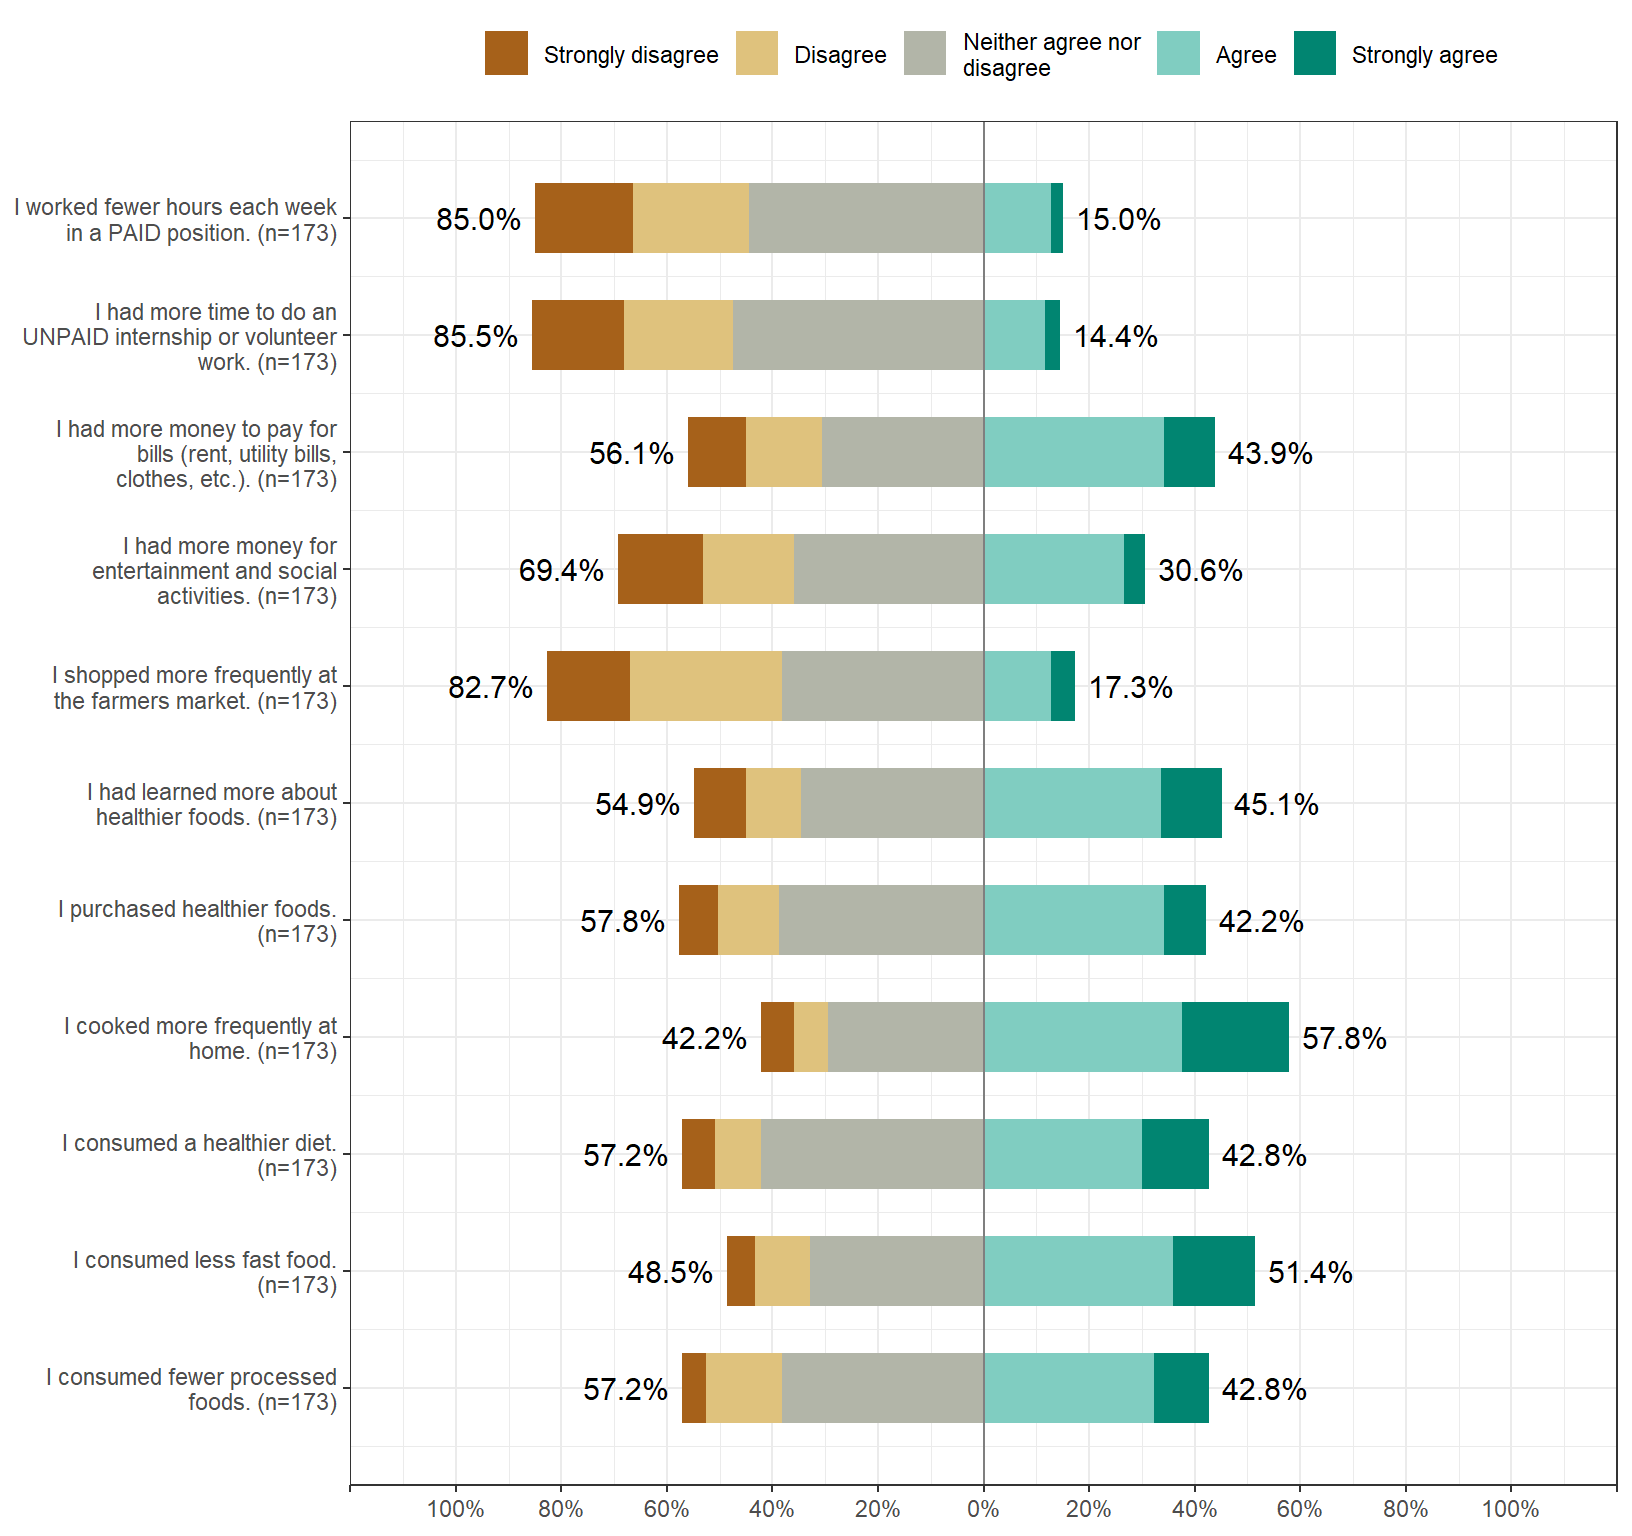 Strongly disagree
Disagree
Neither agree nor
disagree
Agree
Strongly agree
I worked fewer hours each week
in a PAID position. (n=173)
85.0%
15.0%
I had more time to do an
UNPAID internship or volunteer
work. (n=173)
85.5%
14.4%
I had more money to pay for
bills (rent, utility bills,
clothes, etc.). (n=173)
56.1%
43.9%
I had more money for
entertainment and social
activities. (n=173)
69.4%
30.6%
I shopped more frequently at
the farmers market. (n=173)
82.7%
17.3%
I had learned more about
healthier foods. (n=173)
54.9%
45.1%
I purchased healthier foods.
(n=173)
57.8%
42.2%
I cooked more frequently at
home. (n=173)
42.2%
57.8%
I consumed a healthier diet.
(n=173)
57.2%
42.8%
I consumed less fast food.
(n=173)
48.5%
51.4%
I consumed fewer processed
foods. (n=173)
57.2%
42.8%
100% 80% 60% 40% 20% 0% 20% 40% 60% 80% 100%